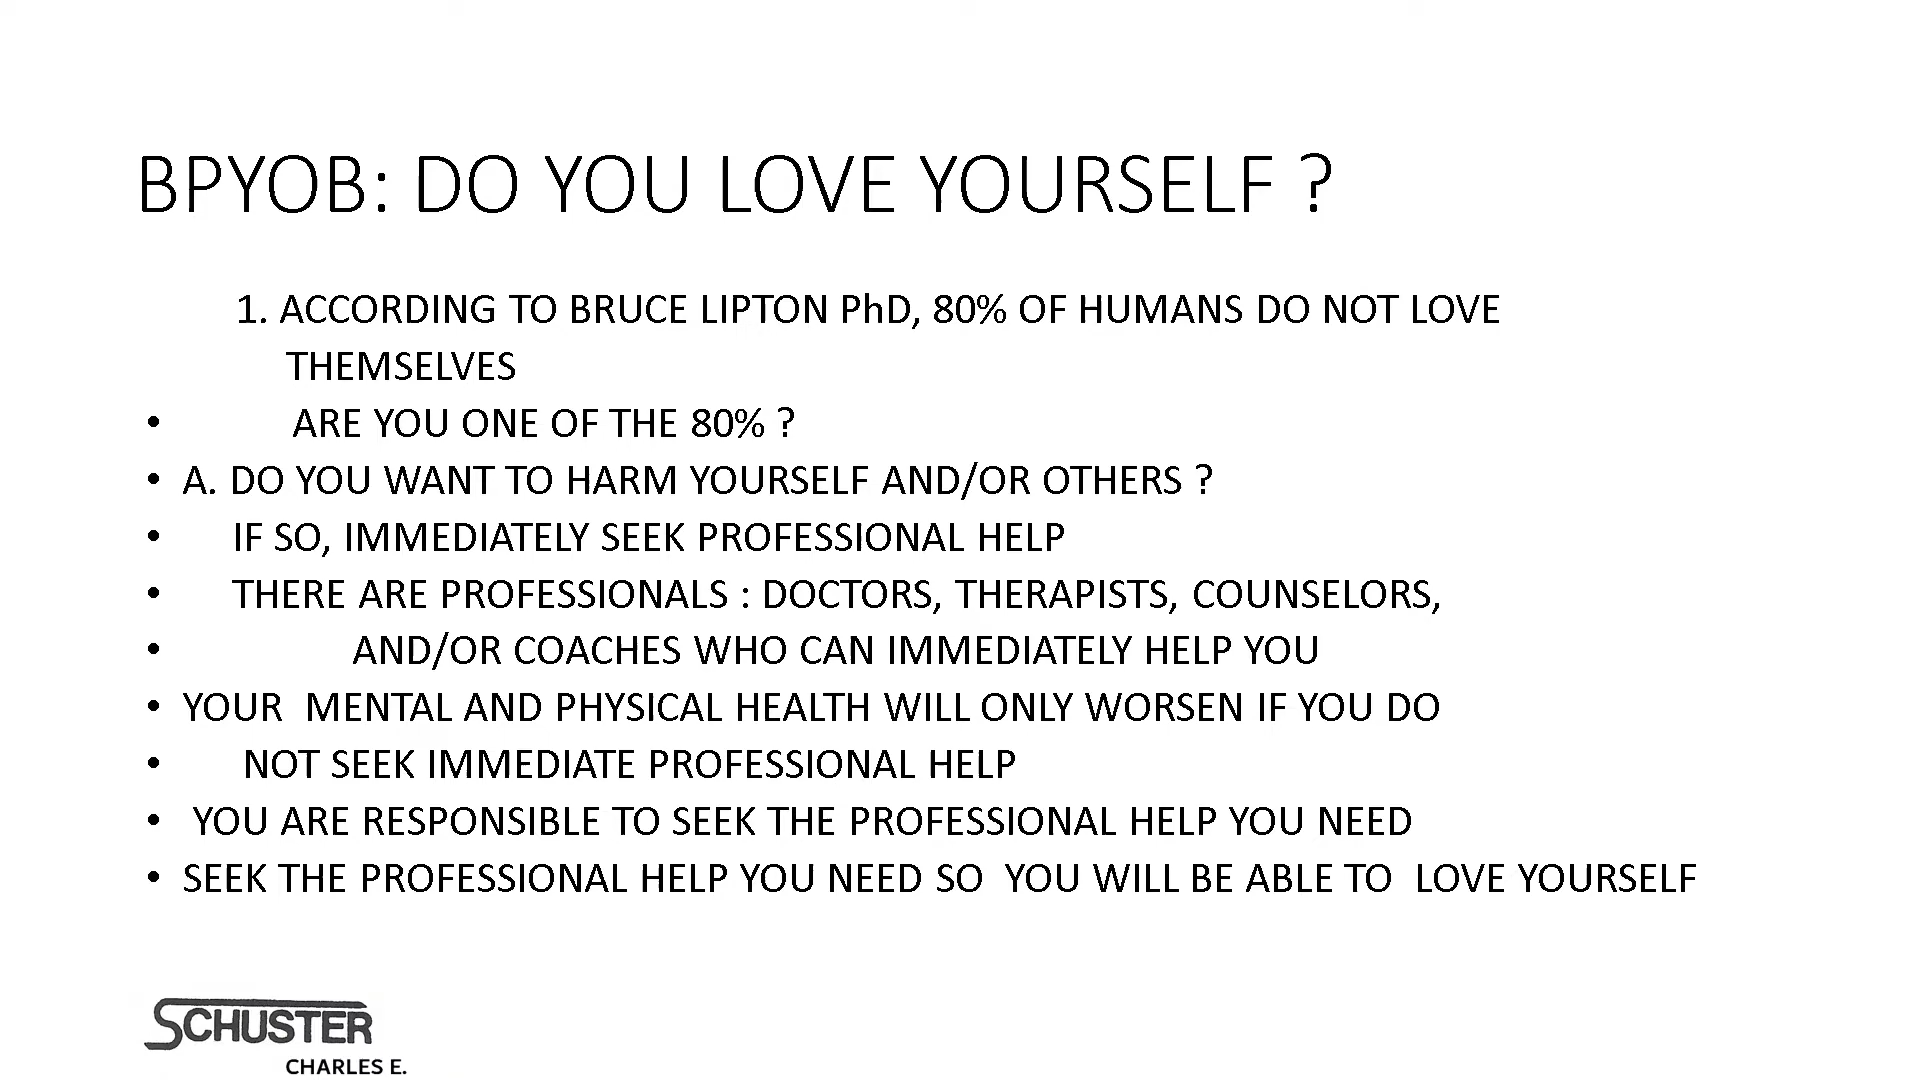 BPYOB: DO YOU LOVE YOURSELF ?
1. ACCORDING TO BRUCE LIPTON PhD, 80% OF HUMANS DO NOT LOVE
THEMSELVES
• ARE YOU ONE OF THE 80% ?
• A. DO YOU WANT TO HARM YOURSELF AND/OR OTHERS ?
• IF SO, IMMEDIATELY SEEK PROFESSIONAL HELP
• THERE ARE PROFESSIONALS : DOCTORS, THERAPISTS, COUNSELORS,
• AND/OR COACHES WHO CAN IMMEDIATELY HELP YOU
• YOUR MENTAL AND PHYSICAL HEALTH WILL ONLY WORSEN IF YOU DO
• NOT SEEK IMMEDIATE PROFESSIONAL HELP
• YOU ARE RESPONSIBLE TO SEEK THE PROFESSIONAL HELP YOU NEED
• SEEK THE PROFESSIONAL HELP YOU NEED SO YOU WILL BE ABLE TO LOVE YOURSELF
SCHUSTER
CHARLES E.